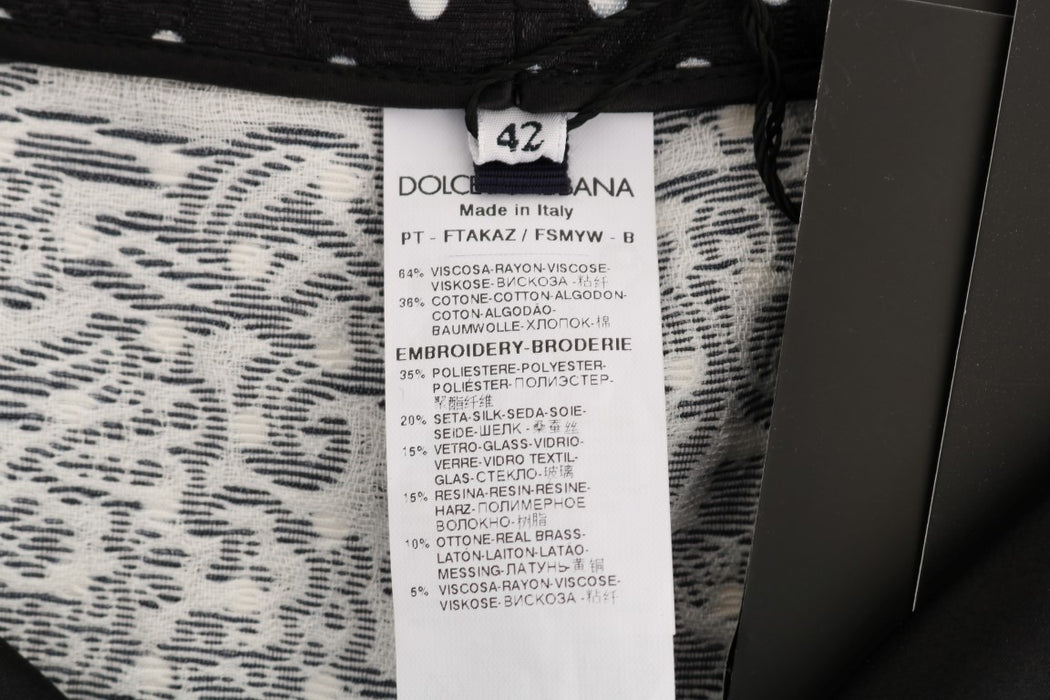 42
DOLCE BANA
Made in Italy
PT - FTAKAZ / FSMYW - B
64% VISCOSA-RAYON-VISCOSE-
VISKOSE-ВИСКОЗА -粘纤
36% COTONE-COTTON-ALGODON-
COTON-ALGODÃO-
BAUMWOLLE-ХЛОПОК-棉
EMBROIDERY-BRODERIE
35% POLIESTERE-POLYESTER-
POLIÉSTER-ПОЛИЭСТЕР-
聚酯纤维
20% SETA-SILK-SEDA-SOIE-
SEIDE-ШЕЛК -桑蚕丝
15% VETRO-GLASS-VIDRIO-
VERRE-VIDRO TEXTIL-
GLAS-СТЕКЛО-玻璃
15% RESINA-RESIN-RÉSINE-
HARZ-ПОЛИМЕРНОЕ
ВОЛОКНО-树脂
10% OTTONE-REAL BRASS-
LATÓN-LAITON-LATAO-
MESSING-ЛАТУНЬ-黄铜
5% VISCOSA-RAYON-VISCOSE-
VISKOSE-ВИСКОЗА -粘纤